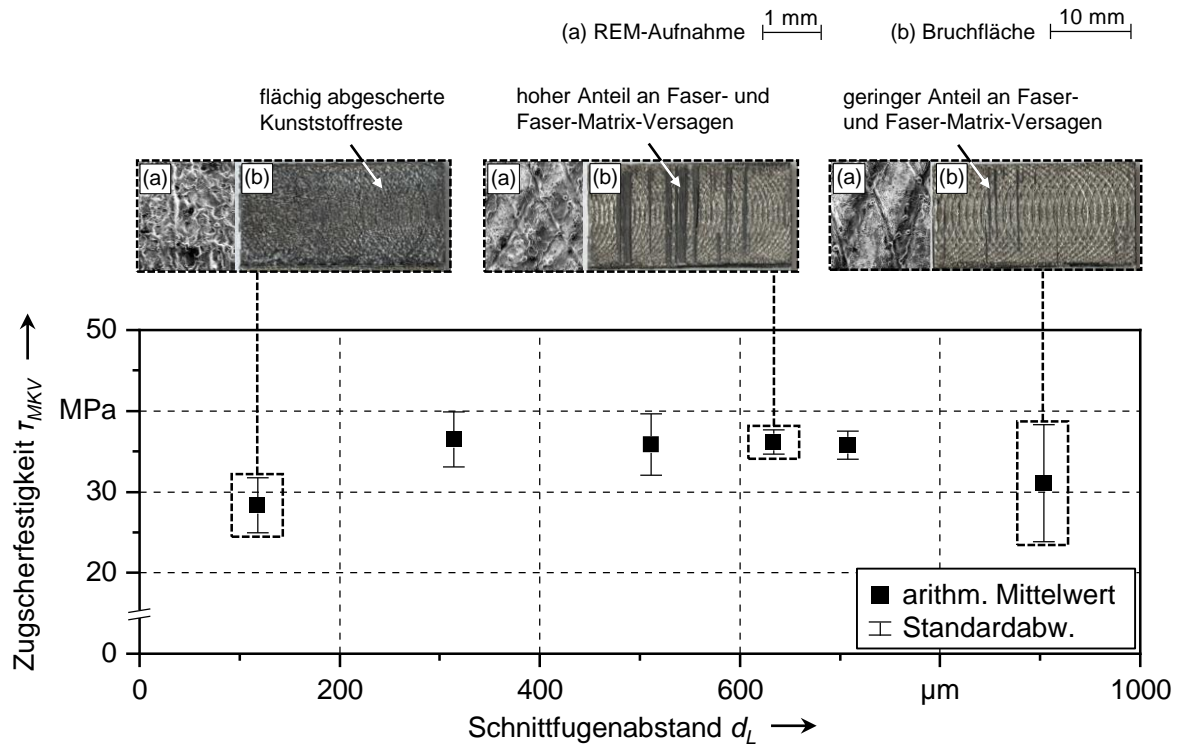 (a) REM-Aufnahme 1 mm
(b) Bruchfläche 10 mm
flächig abgescherte
Kunststoffreste
hoher Anteil an Faser- und
Faser-Matrix-Versagen
geringer Anteil an Faser-
und Faser-Matrix-Versagen
(a) (b)
(a) (b)
(a) (b)
Zugscherfestigkeit τMKV
50
MPa
30
20
0
arithm. Mittelwert
Standardabw.
0 200 400 600 µm 1000
Schnittfugenabstand dL